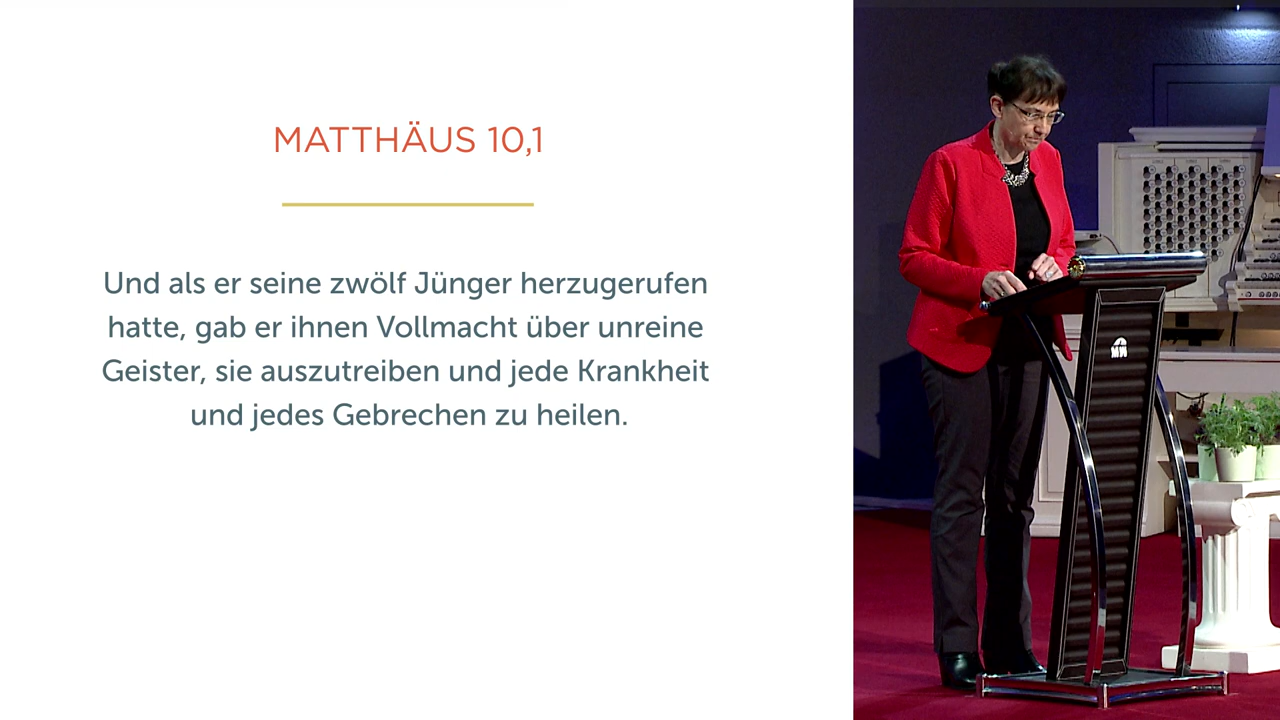 MATTHÄUS 10,1
Und als er seine zwölf Jünger herzugerufen
hatte, gab er ihnen Vollmacht über unreine
Geister, sie auszutreiben und jede Krankheit
und jedes Gebrechen zu heilen.